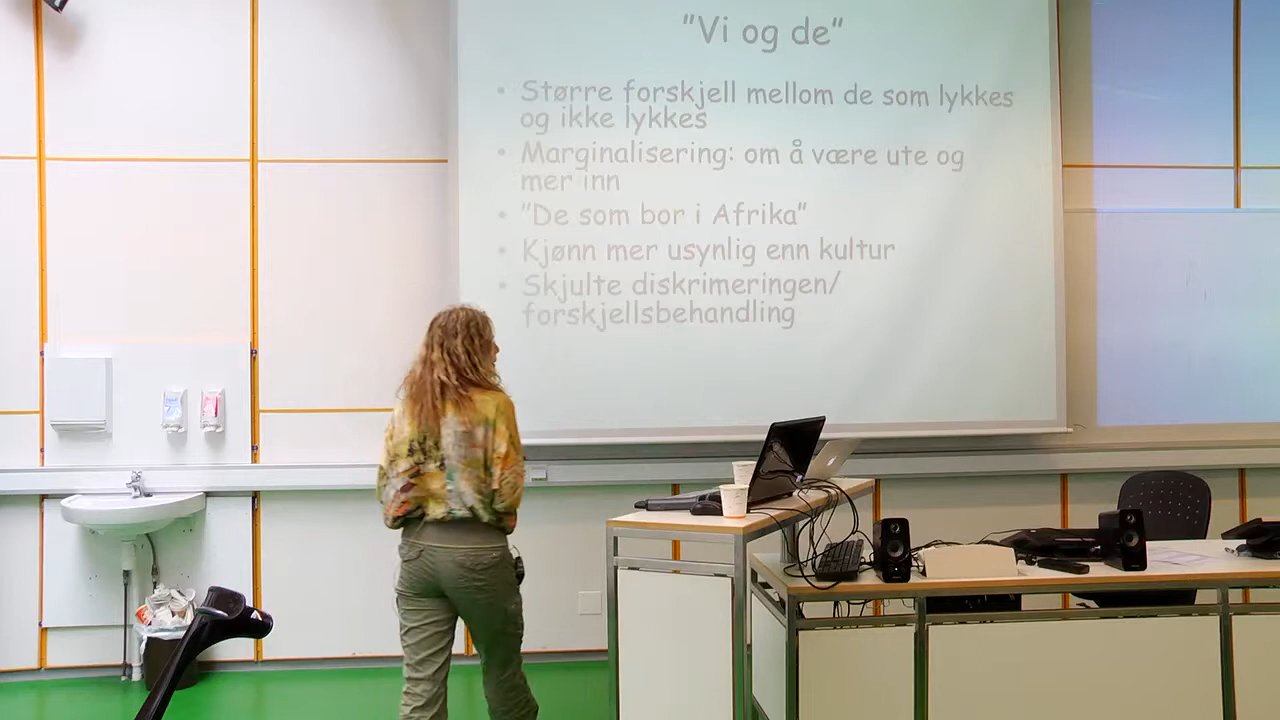 "Vi og de"
• Større forskjell mellom de som lykkes
og ikke lykkes
• Marginalisering: om å være ute og
mer inn
• "De som bor i Afrika"
• Kjønn mer usynlig enn kultur
• Skjulte diskrimeringen/
forskjellsbehandling